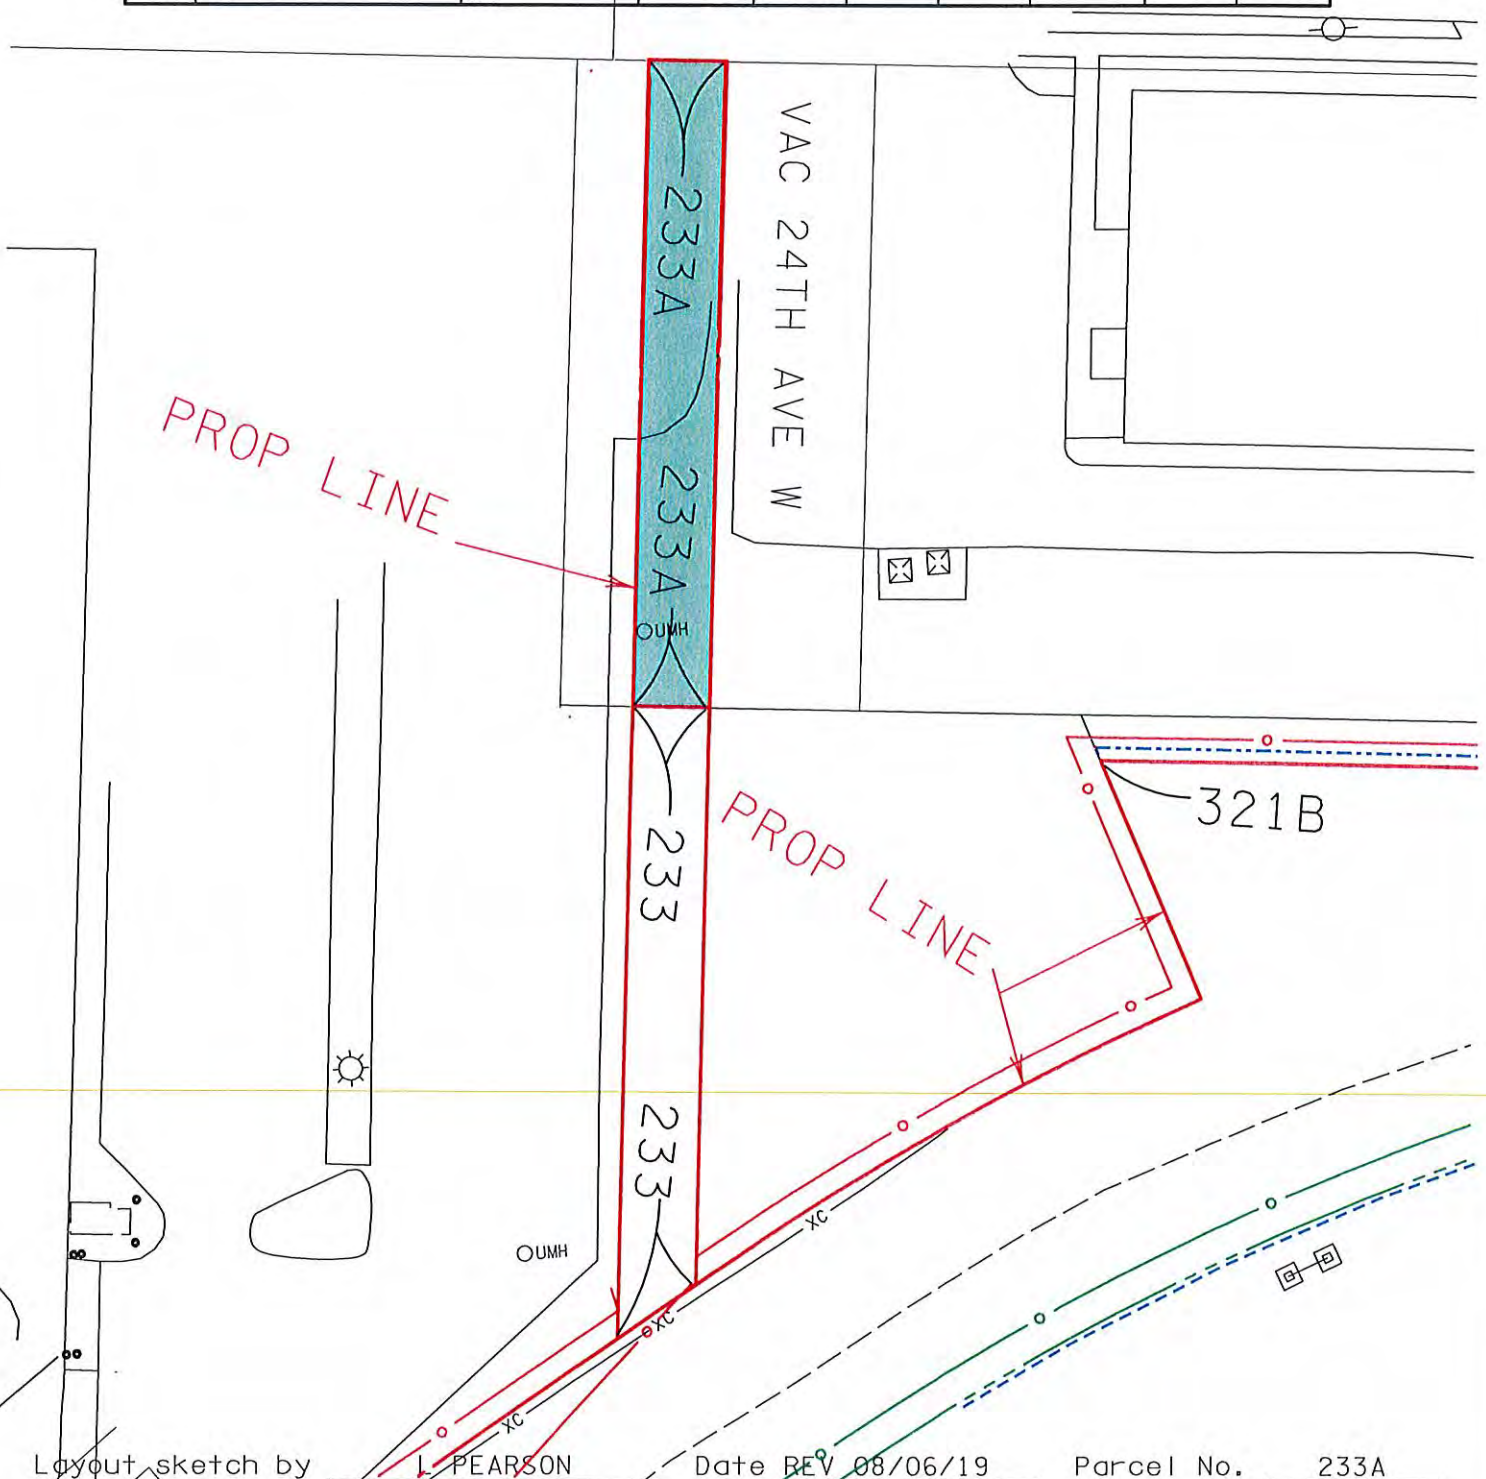 VAC 24TH AVE W
233A
PROP LINE
233A
OUMH
321B
PROP LINE
233
233
OUMH
XC
XC
XC
Layout sketch by L PEARSON Date REV 08/06/19 Parcel No. 233A